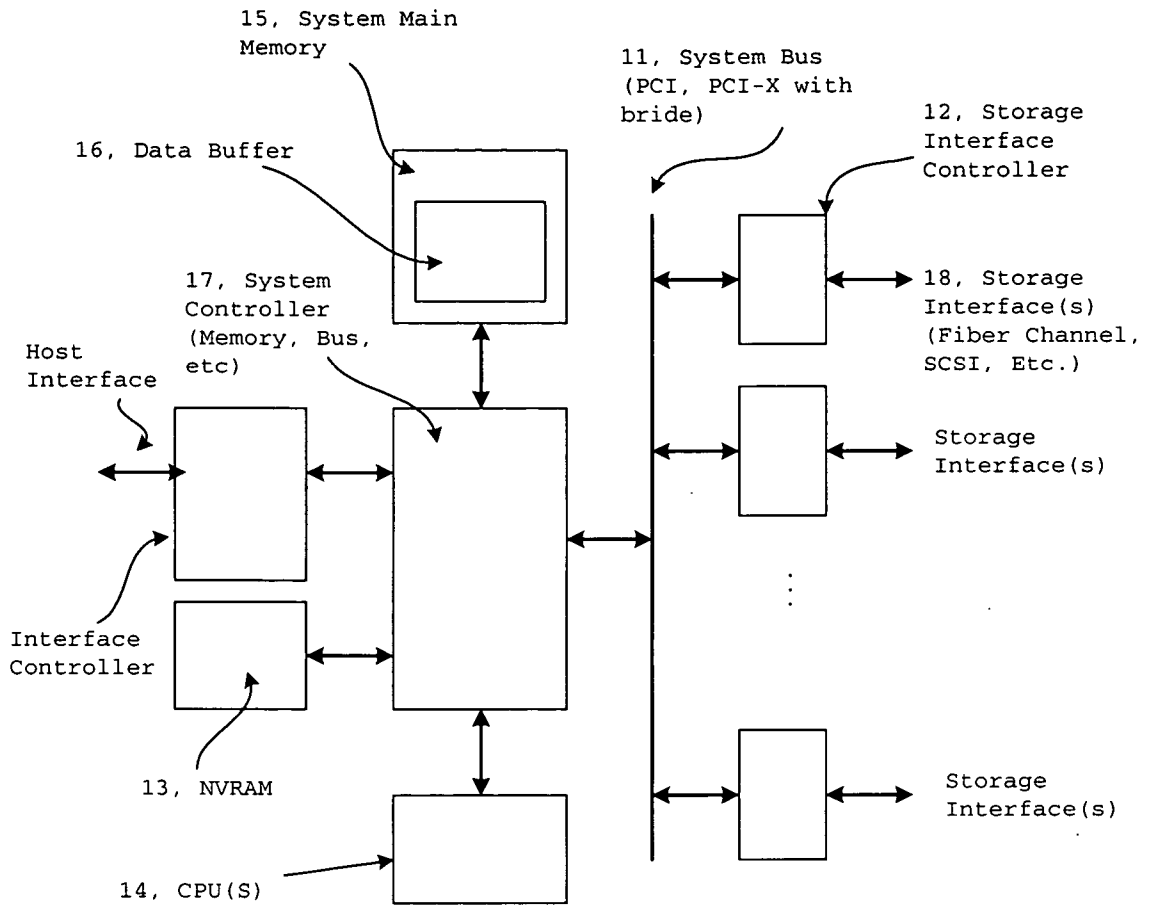 15, System Main
Memory
11, System Bus
(PCI, PCI-X with
bride)
12, Storage
Interface
Controller
16, Data Buffer
17, System
Controller
(Memory, Bus,
etc)
18, Storage
Interface(s)
(Fiber Channel,
SCSI, Etc.)
Host
Interface
Storage
Interface(s)
Interface
Controller
13, NVRAM
Storage
Interface(s)
14, CPU(S)